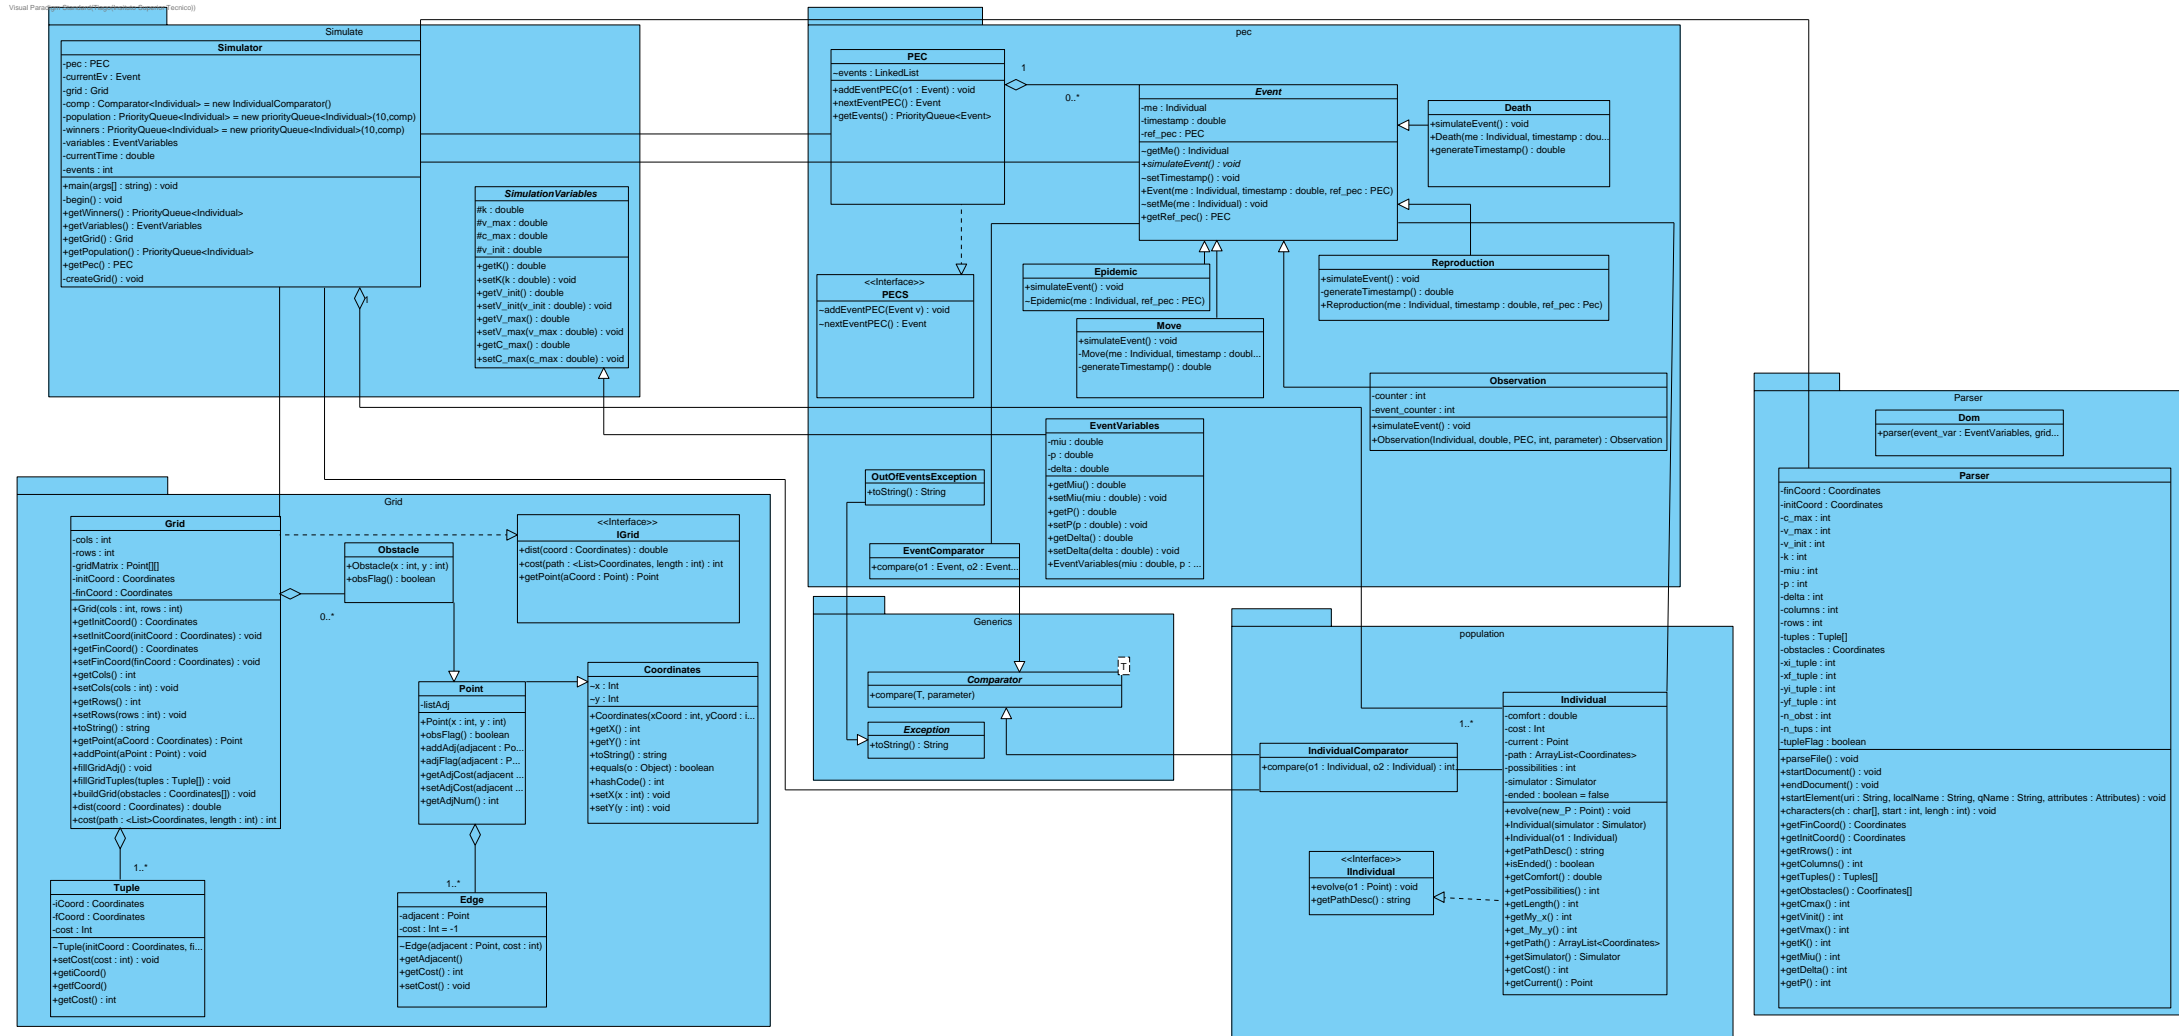 Visual Paradigm Standard(Tiago(Instituto Superior Tecnico))
Simulate
Simulator
-pec : PEC
-currentEv : Event
-grid : Grid
-comp : Comparator<Individual> = new IndividualComparator()
-population : PriorityQueue<Individual> = new priorityQueue<Individual>(10,comp)
-winners : PriorityQueue<Individual> = new priorityQueue<Individual>(10,comp)
-variables : EventVariables
-currentTime : double
-events : int
+main(args[] : string) : void
-begin() : void
+getWinners() : PriorityQueue<Individual>
+getVariables() : EventVariables
+getGrid() : Grid
+getPopulation() : PriorityQueue<Individual>
+getPec() : PEC
-createGrid() : void
1
SimulationVariables
#k : double
#v_max : double
#c_max : double
#v_init : double
+getK() : double
+setK(k : double) : void
+getV_init() : double
+setV_init(v_init : double) : void
+getV_max() : double
+setV_max(v_max : double) : void
+getC_max() : double
+setC_max(c_max : double) : void
pec
PEC
~events : LinkedList
+addEventPEC(o1 : Event) : void
+nextEventPEC() : Event
+getEvents() : PriorityQueue<Event>
1
0..*
Event
-me : Individual
-timestamp : double
-ref_pec : PEC
~getMe() : Individual
+simulateEvent() : void
~setTimestamp() : void
+Event(me : Individual, timestamp : double, ref_pec : PEC)
~setMe(me : Individual) : void
+getRef_pec() : PEC
Death
+simulateEvent() : void
+Death(me : Individual, timestamp : dou...
+generateTimestamp() : double
<<Interface>>
PECS
~addEventPEC(Event v) : void
~nextEventPEC() : Event
Epidemic
+simulateEvent() : void
~Epidemic(me : Individual, ref_pec : PEC)
Reproduction
+simulateEvent() : void
-generateTimestamp() : double
+Reproduction(me : Individual, timestamp : double, ref_pec : Pec)
Move
+simulateEvent() : void
-Move(me : Individual, timestamp : doubl...
-generateTimestamp() : double
Observation
-counter : int
-event_counter : int
+simulateEvent() : void
+Observation(Individual, double, PEC, int, parameter) : Observation
EventVariables
-miu : double
-p : double
-delta : double
+getMiu() : double
+setMiu(miu : double) : void
+getP() : double
+setP(p : double) : void
+getDelta() : double
+setDelta(delta : double) : void
+EventVariables(miu : double, p : ...
OutOfEventsException
+toString() : String
EventComparator
+compare(o1 : Event, o2 : Event...
Parser
Dom
+parser(event_var : EventVariables, grid...
Parser
-finCoord : Coordinates
-initCoord : Coordinates
-c_max : int
-v_max : int
-v_init : int
-k : int
-miu : int
-p : int
-delta : int
-columns : int
-rows : int
-tuples : Tuple[]
-obstacles : Coordinates
-xi_tuple : int
-xf_tuple : int
-yi_tuple : int
-yf_tuple : int
-n_obst : int
-n_tups : int
-tupleFlag : boolean
+parseFile() : void
+startDocument() : void
+endDocument() : void
+startElement(uri : String, localName : String, qName : String, attributes : Attributes) : void
+characters(ch : char[], start : int, lengh : int) : void
+getFinCoord() : Coordinates
+getInitCoord() : Coordinates
+getRrows() : int
+getColumns() : int
+getTuples() : Tuples[]
+getObstacles() : Coorfinates[]
+getCmax() : int
+getVinit() : int
+getVmax() : int
+getK() : int
+getMiu() : int
+getDelta() : int
+getP() : int
Grid
Grid
-cols : int
-rows : int
-gridMatrix : Point[][]
-initCoord : Coordinates
-finCoord : Coordinates
+Grid(cols : int, rows : int)
+getInitCoord() : Coordinates
+setInitCoord(initCoord : Coordinates) : void
+getFinCoord() : Coordinates
+setFinCoord(finCoord : Coordinates) : void
+getCols() : int
+setCols(cols : int) : void
+getRows() : int
+setRows(rows : int) : void
+toString() : string
+getPoint(aCoord : Coordinates) : Point
+addPoint(aPoint : Point) : void
+fillGridAdj() : void
+fillGridTuples(tuples : Tuple[]) : void
+buildGrid(obstacles : Coordinates[]) : void
+dist(coord : Coordinates) : double
+cost(path : <List>Coordinates, length : int) : int
Obstacle
+Obstacle(x : int, y : int)
+obsFlag() : boolean
0..*
<<Interface>>
IGrid
+dist(coord : Coordinates) : double
+cost(path : <List>Coordinates, length : int) : int
+getPoint(aCoord : Point) : Point
Point
-listAdj
+Point(x : int, y : int)
+obsFlag() : boolean
+addAdj(adjacent : Po...
+adjFlag(adjacent : P...
+getAdjCost(adjacent ...
+setAdjCost(adjacent ...
+getAdjNum() : int
Coordinates
~x : Int
~y : Int
+Coordinates(xCoord : int, yCoord : i...
+getX() : int
+getY() : int
+toString() : string
+equals(o : Object) : boolean
+hashCode() : int
+setX(x : int) : void
+setY(y : int) : void
1..*
Tuple
-iCoord : Coordinates
-fCoord : Coordinates
-cost : Int
~Tuple(initCoord : Coordinates, fi...
+setCost(cost : int) : void
+getiCoord()
+getfCoord()
+getCost() : int
1..*
Edge
-adjacent : Point
-cost : Int = -1
~Edge(adjacent : Point, cost : int)
+getAdjacent()
+getCost() : int
+setCost() : void
Generics
T
Comparator
+compare(T, parameter)
Exception
+toString() : String
population
1..*
IndividualComparator
+compare(o1 : Individual, o2 : Individual) : int
Individual
-comfort : double
-cost : Int
-current : Point
-path : ArrayList<Coordinates>
-possibilities : int
-simulator : Simulator
-ended : boolean = false
+evolve(new_P : Point) : void
+Individual(simulator : Simulator)
+Individual(o1 : Individual)
+getPathDesc() : string
+isEnded() : boolean
+getComfort() : double
+getPossibilities() : int
+getLength() : int
+getMy_x() : int
+get_My_y() : int
+getPath() : ArrayList<Coordinates>
+getSimulator() : Simulator
+getCost() : int
+getCurrent() : Point
<<Interface>>
IIndividual
+evolve(o1 : Point) : void
+getPathDesc() : string